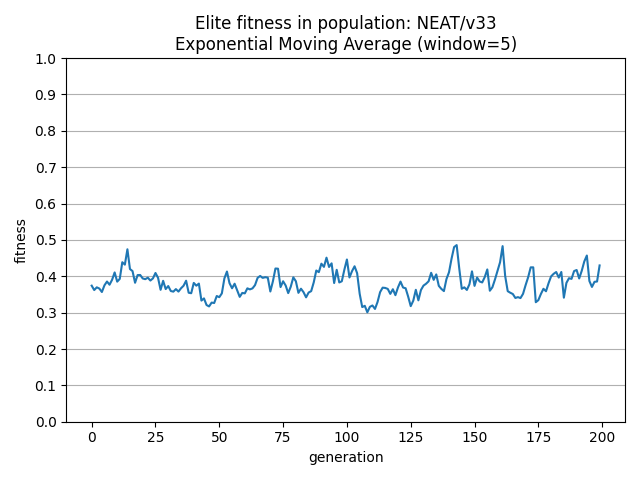 Elite fitness in population: NEAT/v33
Exponential Moving Average (window=5)
1.0
0.9
0.8
0.7
0.6
0.5
0.4
0.3
0.2
0.1
0.0
fitness
0 25 50 75 100 125 150 175 200
generation